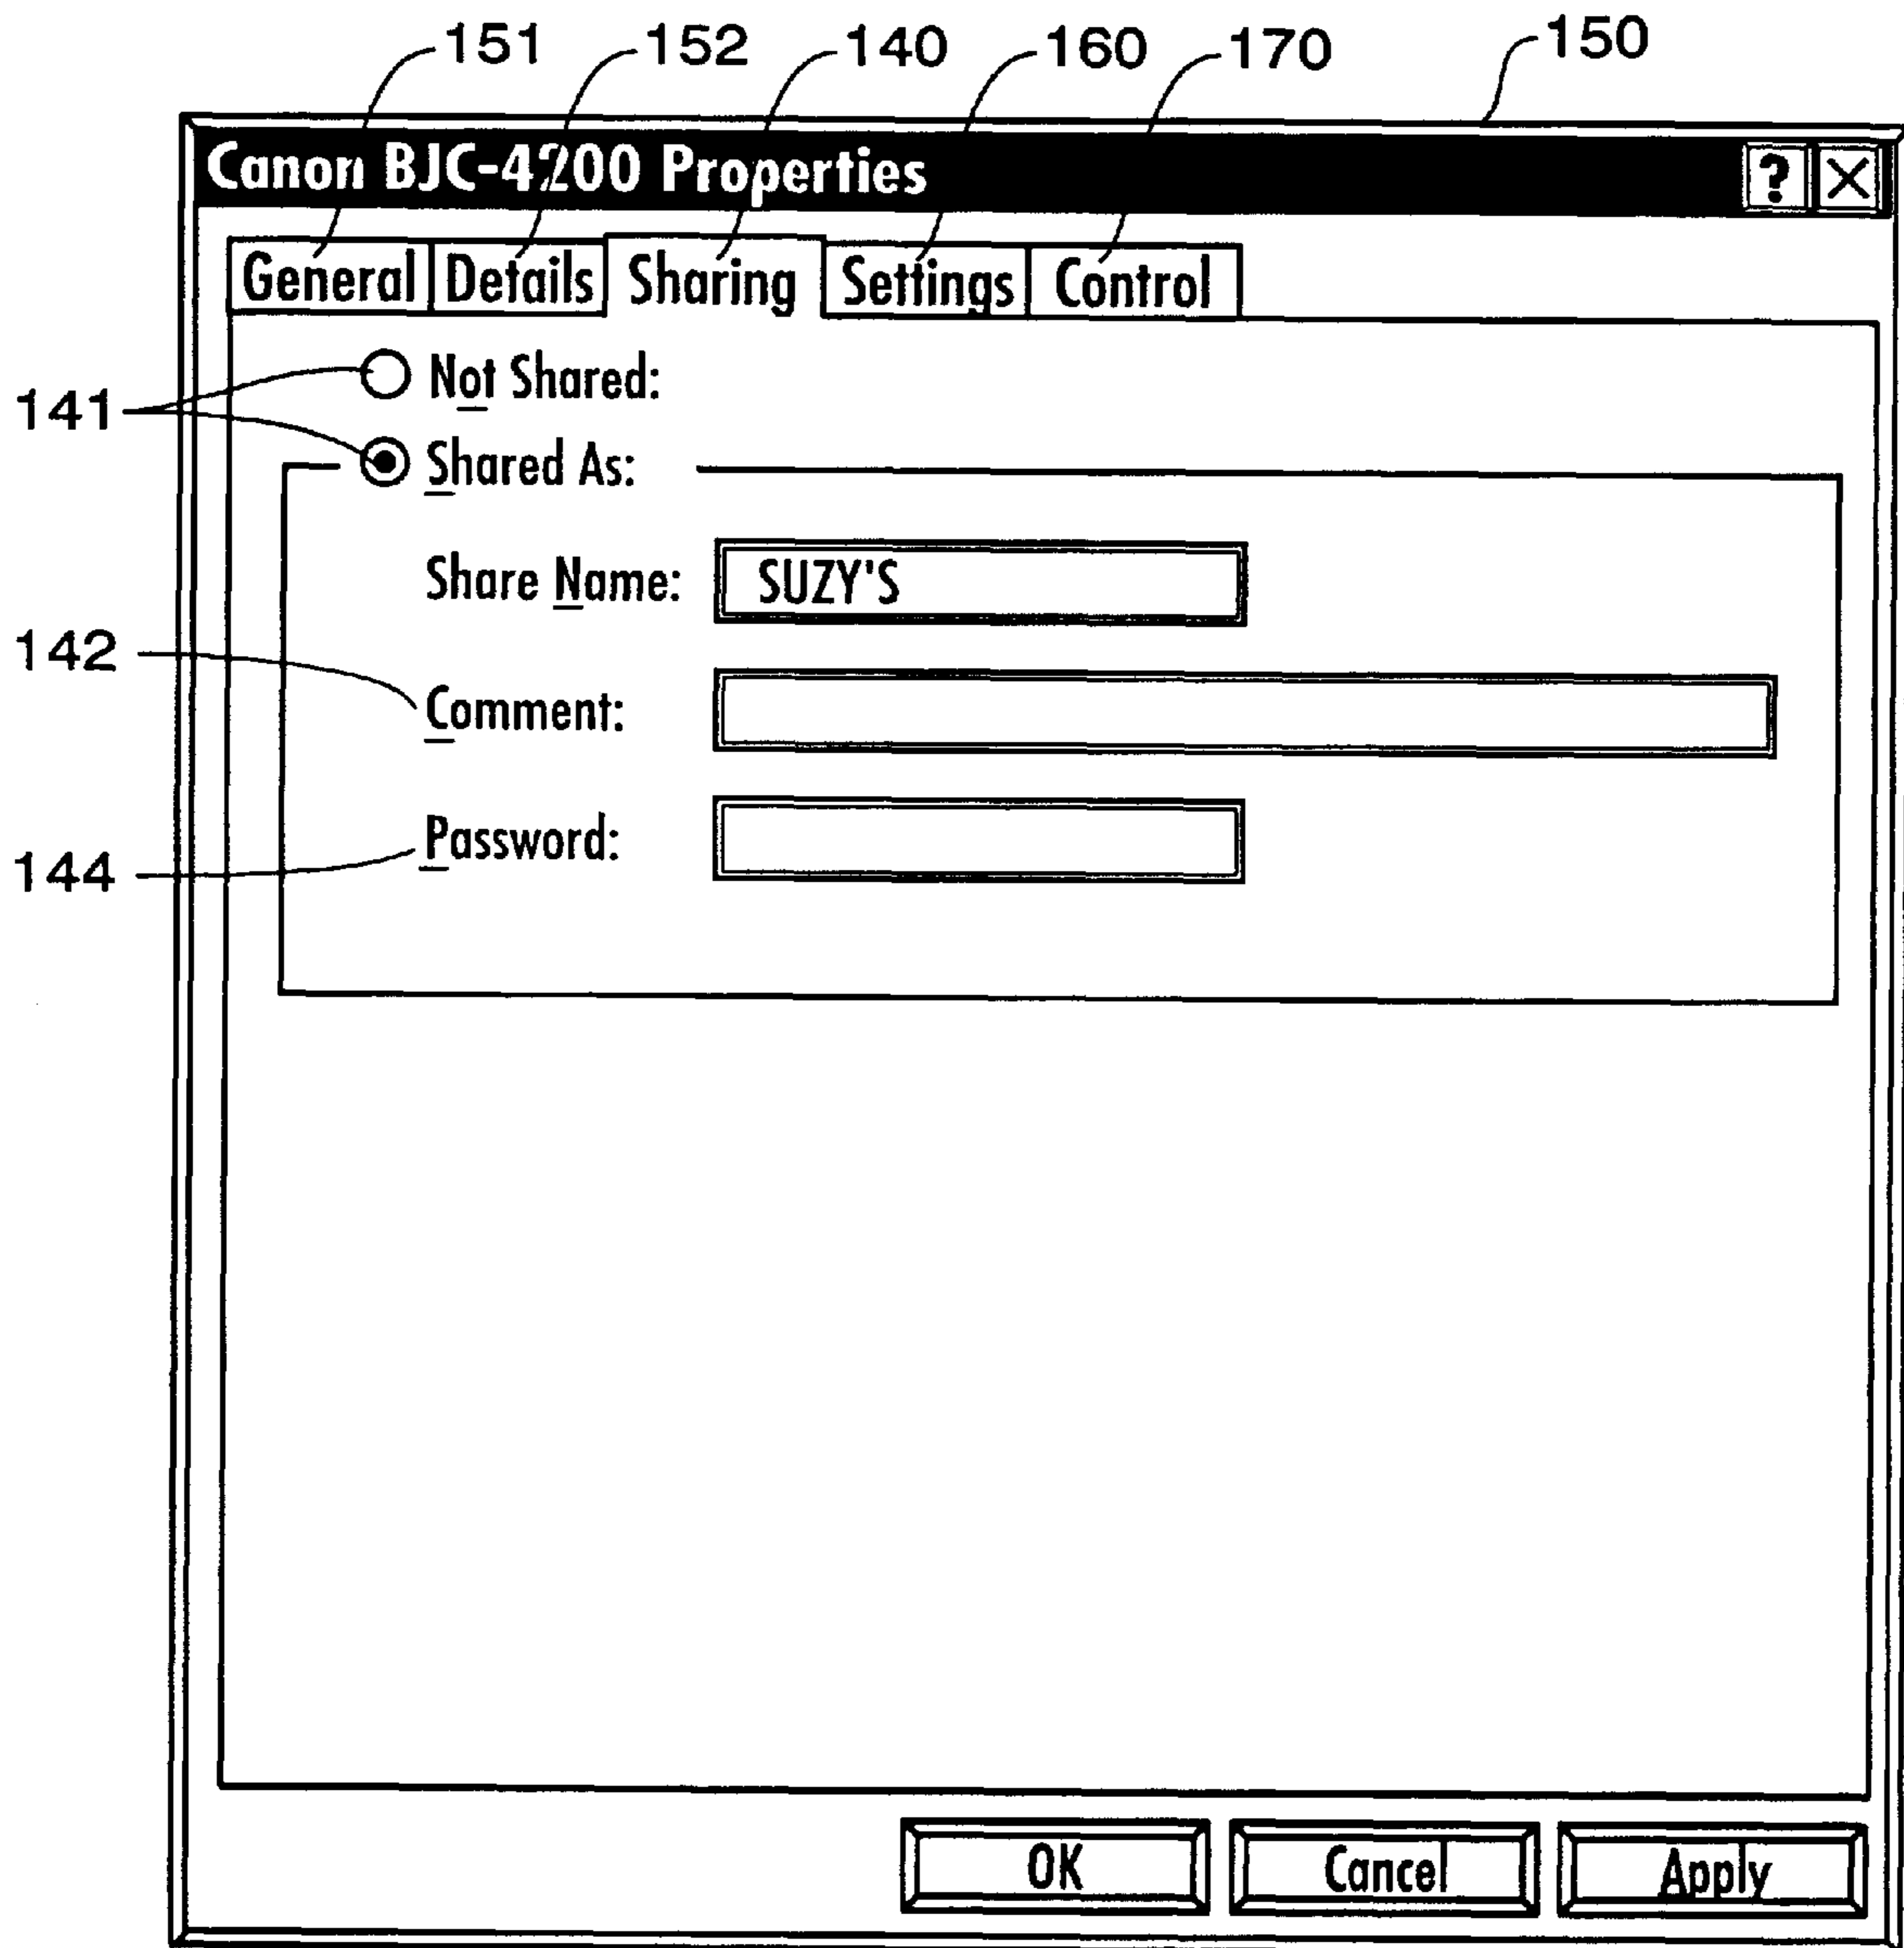 151 152 140 160 170 150
Canon BJC-4200 Properties ? X
General Details Sharing Settings Control
Not Shared:
141
Shared As:
Share Name: SUZY'S
142
Comment:
Password:
144
OK Cancel Apply